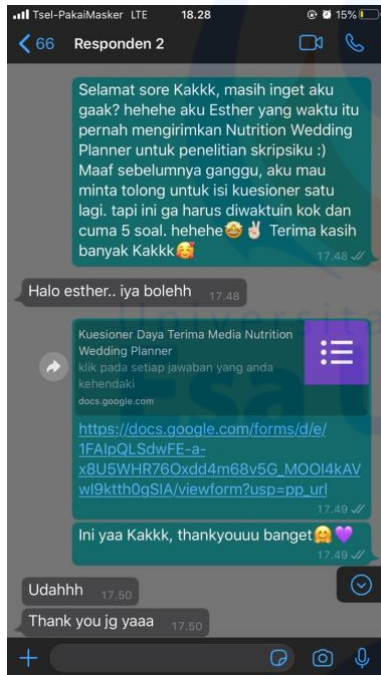 Tsel-PakaiMasker LTE 18.28 15%
66 Responden 2
Selamat sore Kakkk, masih inget aku
gaak? hehehe aku Esther yang waktu itu
pernah mengirimkan Nutrition Wedding
Planner untuk penelitian skripsiku :)
Maaf sebelumnya ganggu, aku mau
minta tolong untuk isi kuesioner satu
lagi. tapi ini ga harus diwaktuin kok dan
cuma 5 soal. hehehe🤩✌🏻 Terima kasih
banyak Kakkk🥰
17.48
Halo esther.. iya bolehh 17.48
Universitas
Esa U
Kuesioner Daya Terima Media Nutrition
Wedding Planner
klik pada setiap jawaban yang anda
kehendaki
docs.google.com
https://docs.google.com/forms/d/e/
1FAIpQLSdwFE-a-
x8U5WHR76Oxdd4m68v5G_MOOl4kAV
wl9ktth0gSIA/viewform?usp=pp_url
17.49
Ini yaa Kakkk, thankyouuu banget🤗💜
17.49
Udahhh 17.50
Thank you jg yaaa 17.50